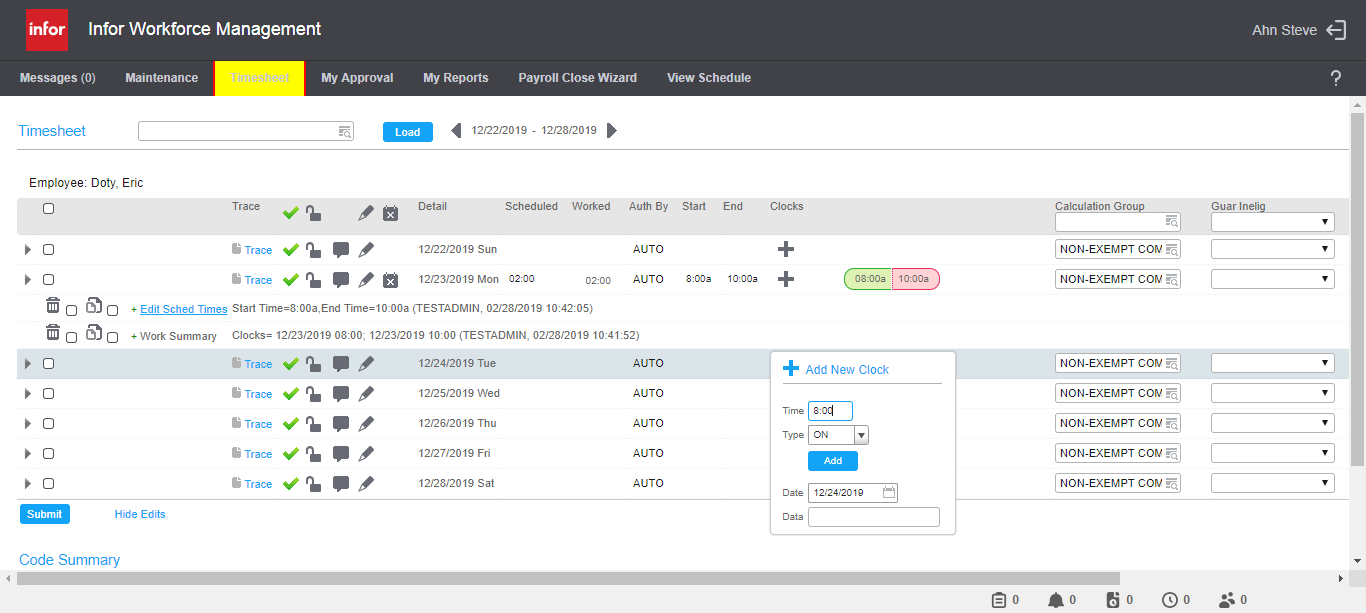 infor Infor Workforce Management Ahn Steve
Messages (0) Maintenance Timesheet My Approval My Reports Payroll Close Wizard View Schedule ?
Timesheet Load 12/22/2019 - 12/28/2019
Employee: Doty, Eric
Trace Detail Scheduled Worked Auth By Start End Clocks Calculation Group Guar Inelig
Trace 12/22/2019 Sun AUTO NON-EXEMPT COM
Trace 12/23/2019 Mon 02:00 02:00 AUTO 8:00a 10:00a 08:00a 10:00a NON-EXEMPT COM
+ Edit Sched Times Start Time=8:00a,End Time=10:00a (TESTADMIN, 02/28/2019 10:42:05)
+ Work Summary Clocks= 12/23/2019 08:00; 12/23/2019 10:00 (TESTADMIN, 02/28/2019 10:41:52)
Trace 12/24/2019 Tue AUTO NON-EXEMPT COM
Add New Clock
Trace 12/25/2019 Wed AUTO NON-EXEMPT COM
Time 8:00
Trace 12/26/2019 Thu AUTO NON-EXEMPT COM
Type ON
Trace 12/27/2019 Fri AUTO NON-EXEMPT COM
Add
Trace 12/28/2019 Sat AUTO NON-EXEMPT COM
Date 12/24/2019
Submit Hide Edits
Data
Code Summary
0 0 0 0 0